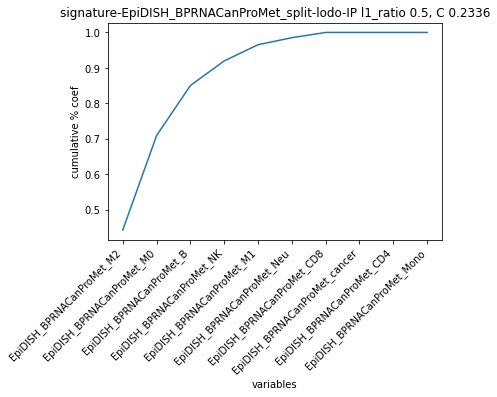 signature-EpiDISH_BPRNACanProMet_split-lodo-IP l1_ratio 0.5, C 0.2336
1.0
0.9
0.8
0.7
0.6
0.5
cumulative % coef
EpiDISH_BPRNACanProMet_M2
EpiDISH_BPRNACanProMet_M0
EpiDISH_BPRNACanProMet_B
EpiDISH_BPRNACanProMet_NK
EpiDISH_BPRNACanProMet_M1
EpiDISH_BPRNACanProMet_Neu
EpiDISH_BPRNACanProMet_CD8
EpiDISH_BPRNACanProMet_cancer
EpiDISH_BPRNACanProMet_CD4
EpiDISH_BPRNACanProMet_Mono
variables